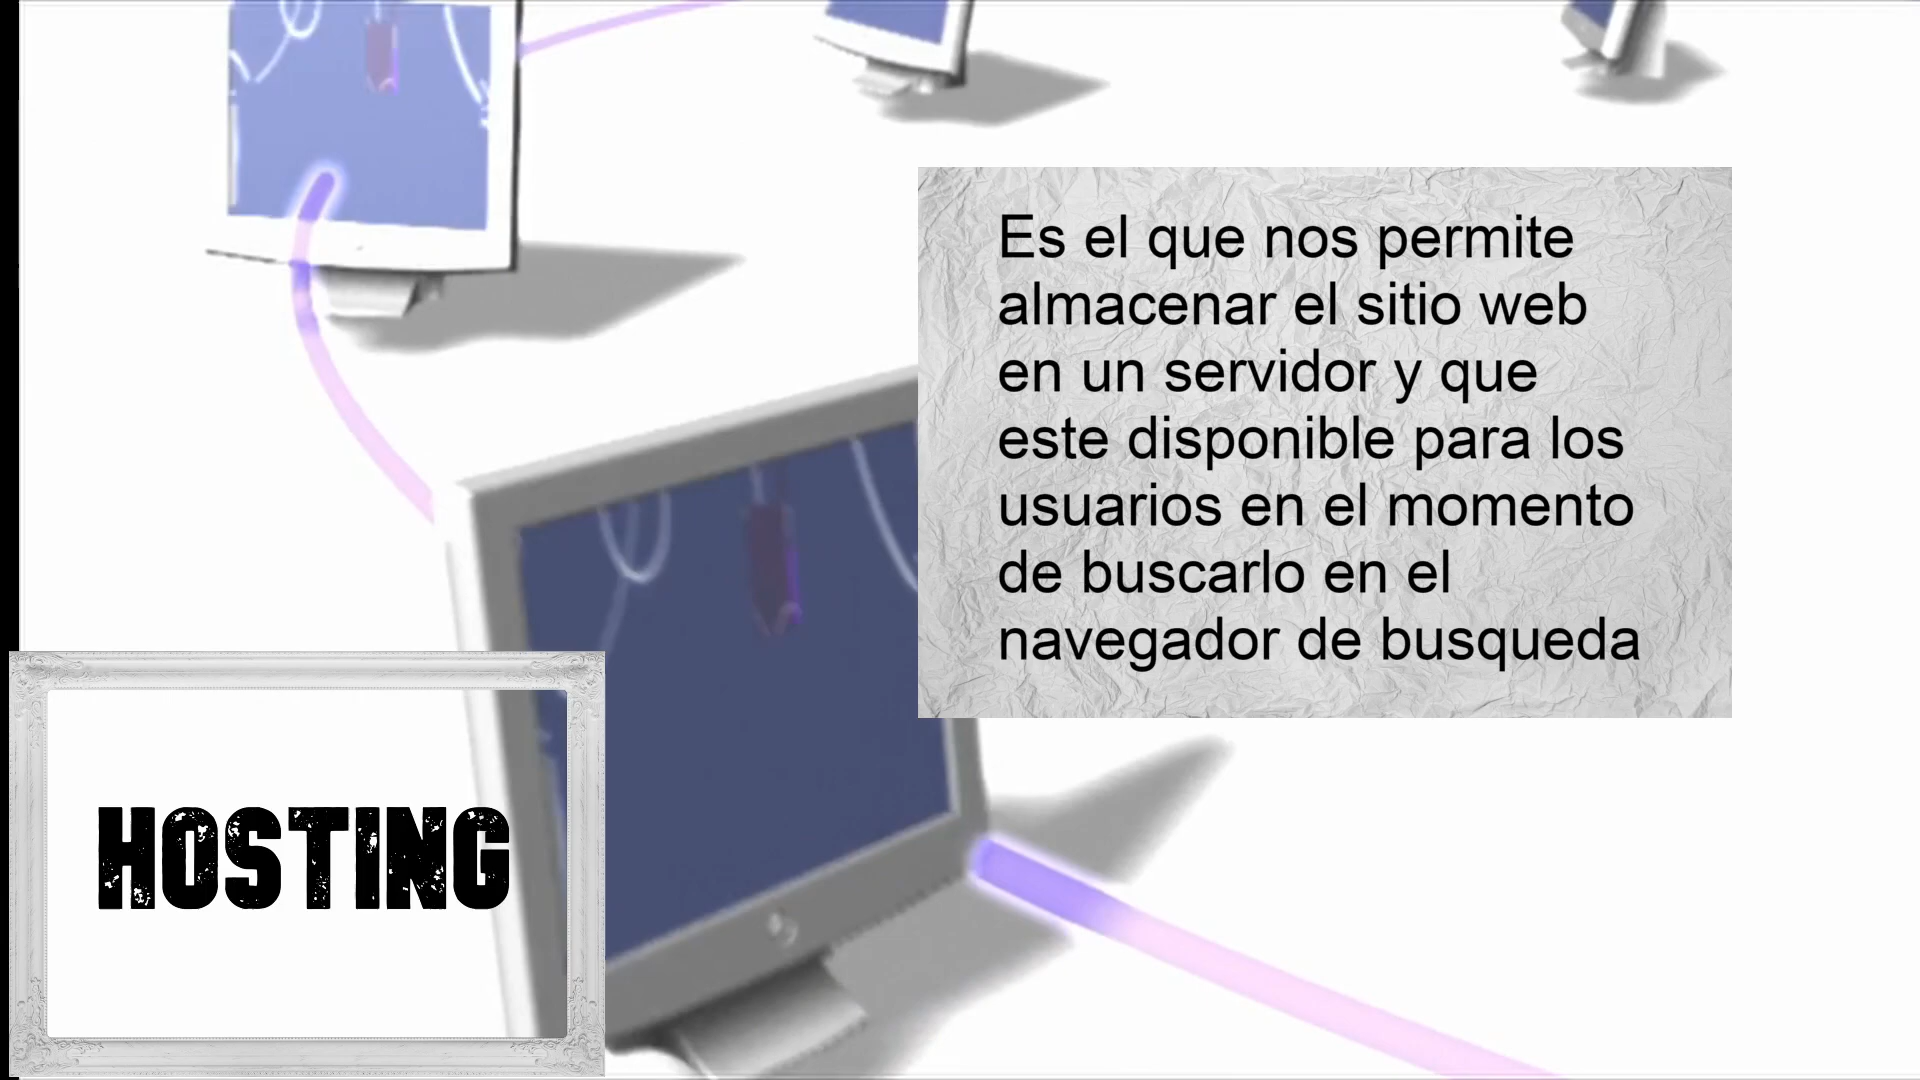 Es el que nos permite
almacenar el sitio web
en un servidor y que
este disponible para los
usuarios en el momento
de buscarlo en el
navegador de busqueda
HOSTING